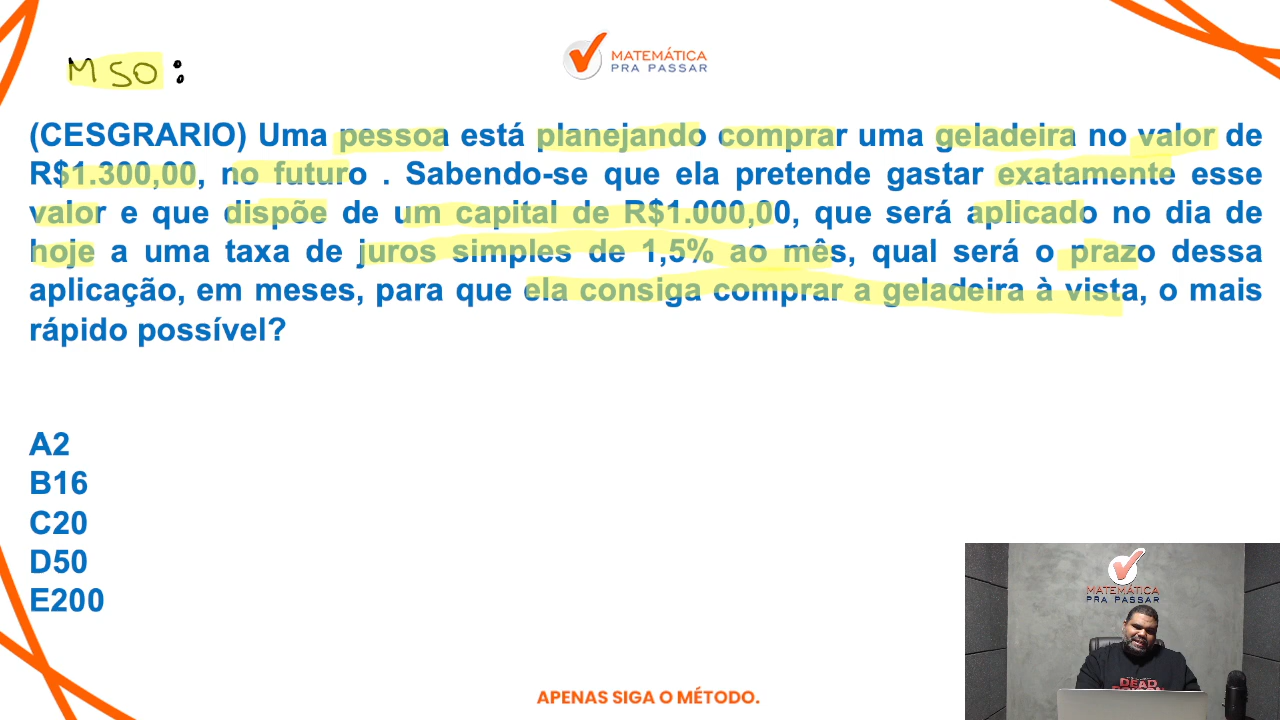 MSO:
MATEMÁTICA
PRA PASSAR
(CESGRARIO) Uma pessoa está planejando comprar uma geladeira no valor de
R$1.300,00, no futuro . Sabendo-se que ela pretende gastar exatamente esse
valor e que dispõe de um capital de R$1.000,00, que será aplicado no dia de
hoje a uma taxa de juros simples de 1,5% ao mês, qual será o prazo dessa
aplicação, em meses, para que ela consiga comprar a geladeira à vista, o mais
rápido possível?
A2
B16
C20
D50
E200
MATEMÁTICA
PRA PASSAR
DEAD
APENAS SIGA O MÉTODO.